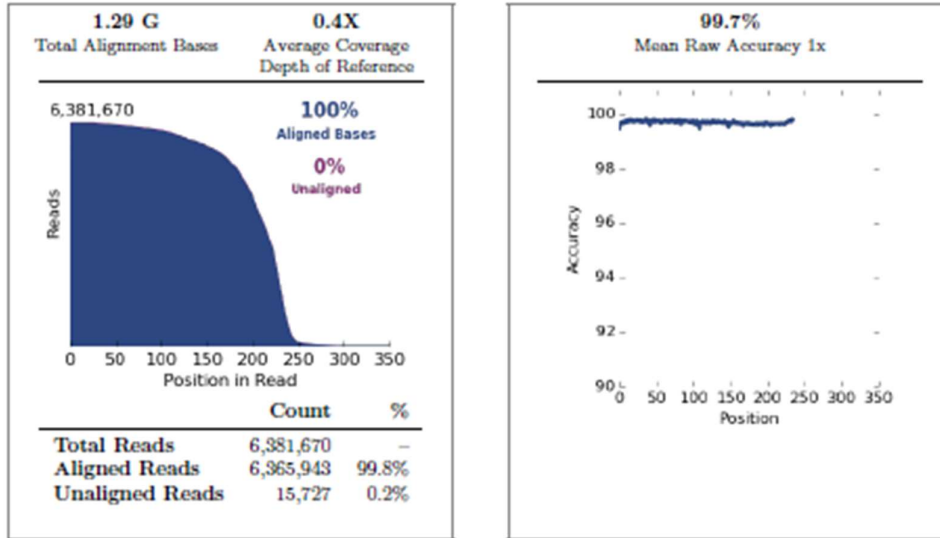 1.29 G
Total Alignment Bases
0.4X
Average Coverage
Depth of Reference
6,381,670
100%
Aligned Bases
0%
Unaligned
Reads
0 50 100 150 200 250 300 350
Position in Read
Count %
Total Reads 6,381,670 –
Aligned Reads 6,365,943 99.8%
Unaligned Reads 15,727 0.2%
99.7%
Mean Raw Accuracy 1x
100
98
96
94
92
90
Accuracy
0 50 100 150 200 250 300 350
Position